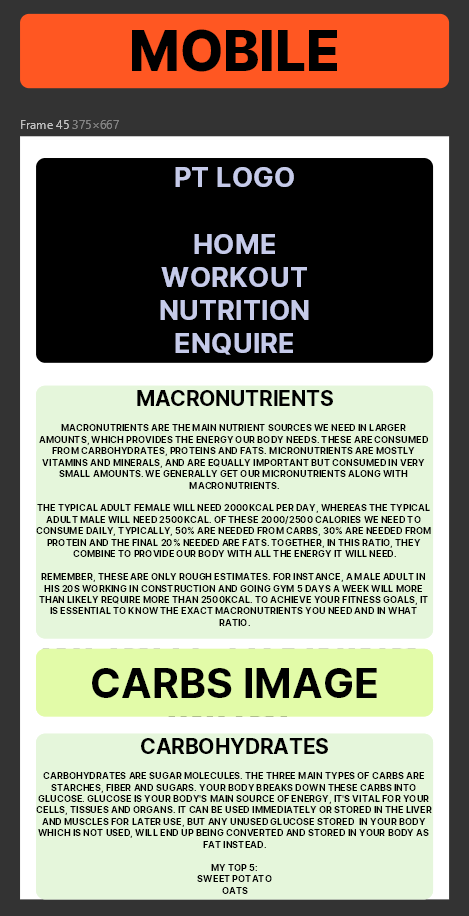 MOBILE
Frame 45 375×667
PT LOGO
HOME
WORKOUT
NUTRITION
ENQUIRE
MACRONUTRIENTS
MACRONUTRIENTS ARE THE MAIN NUTRIENT SOURCES WE NEED IN LARGER
AMOUNTS, WHICH PROVIDES THE ENERGY OUR BODY NEEDS. THESE ARE CONSUMED
FROM CARBOHYDRATES, PROTEINS AND FATS. MICRONUTRIENTS ARE MOSTLY
VITAMINS AND MINERALS, AND ARE EQUALLY IMPORTANT BUT CONSUMED IN VERY
SMALL AMOUNTS. WE GENERALLY GET OUR MICRONUTRIENTS ALONG WITH
MACRONUTRIENTS.
THE TYPICAL ADULT FEMALE WILL NEED 2000KCAL PER DAY, WHEREAS THE TYPICAL
ADULT MALE WILL NEED 2500KCAL. OF THESE 2000/2500 CALORIES WE NEED TO
CONSUME DAILY, TYPICALLY, 50% ARE NEEDED FROM CARBS, 30% ARE NEEDED FROM
PROTEIN AND THE FINAL 20% NEEDED ARE FATS. TOGETHER, IN THIS RATIO, THEY
COMBINE TO PROVIDE OUR BODY WITH ALL THE ENERGY IT WILL NEED.
REMEMBER, THESE ARE ONLY ROUGH ESTIMATES. FOR INSTANCE, A MALE ADULT IN
HIS 20S WORKING IN CONSTRUCTION AND GOING GYM 5 DAYS A WEEK WILL MORE
THAN LIKELY REQUIRE MORE THAN 2500KCAL. TO ACHIEVE YOUR FITNESS GOALS, IT
IS ESSENTIAL TO KNOW THE EXACT MACRONUTRIENTS YOU NEED AND IN WHAT
RATIO.
CARBS IMAGE
CARBOHYDRATES
CARBOHYDRATES ARE SUGAR MOLECULES. THE THREE MAIN TYPES OF CARBS ARE
STARCHES, FIBER AND SUGARS. YOUR BODY BREAKS DOWN THESE CARBS INTO
GLUCOSE. GLUCOSE IS YOUR BODY'S MAIN SOURCE OF ENERGY, IT'S VITAL FOR YOUR
CELLS, TISSUES AND ORGANS. IT CAN BE USED IMMEDIATELY OR STORED IN THE LIVER
AND MUSCLES FOR LATER USE, BUT ANY UNUSED GLUCOSE STORED IN YOUR BODY
WHICH IS NOT USED, WILL END UP BEING CONVERTED AND STORED IN YOUR BODY AS
FAT INSTEAD.
MY TOP 5:
SWEET POTATO
OATS